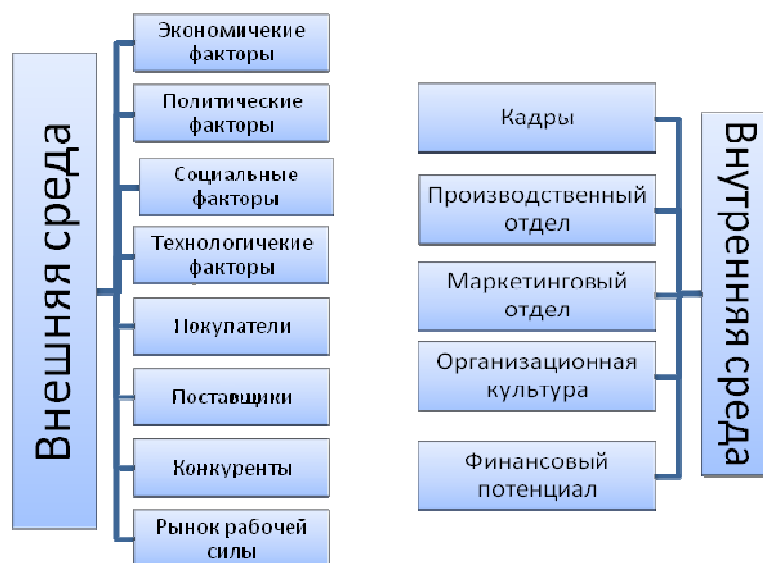 Внешняя среда
Экономичекие
факторы
Политические
факторы
Социальные
факторы
Технологичекие
факторы
Покупатели
Поставщики
Конкуренты
Рынок рабочей
силы
Кадры
Производственный
отдел
Маркетинговый
отдел
Организационная
культура
Финансовый
потенциал
Внутренняя среда